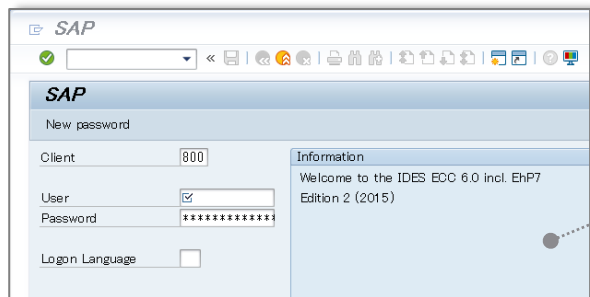 SAP
SAP
New password
Client 800
Information
Welcome to the IDES ECC 6.0 incl. EhP7
User
Edition 2 (2015)
Password *************
Logon Language